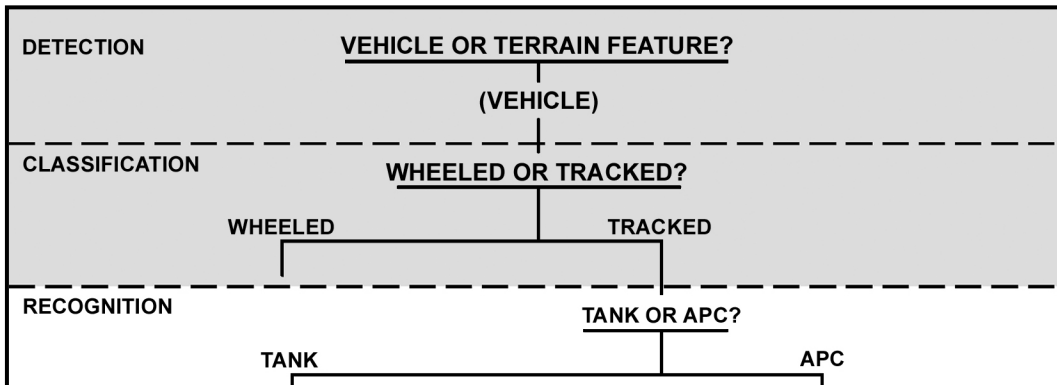 DETECTION
VEHICLE OR TERRAIN FEATURE?
(VEHICLE)
CLASSIFICATION
WHEELED OR TRACKED?
WHEELED TRACKED
RECOGNITION
TANK OR APC?
TANK APC